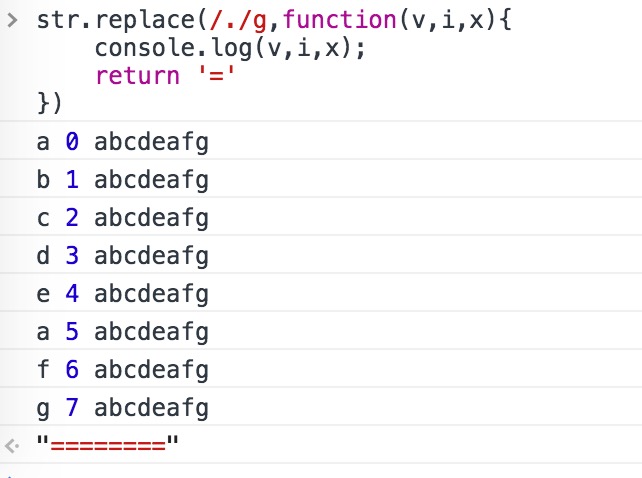 > str.replace(/./g,function(v,i,x){
console.log(v,i,x);
return '='
})
a 0 abcdeafg
b 1 abcdeafg
c 2 abcdeafg
d 3 abcdeafg
e 4 abcdeafg
a 5 abcdeafg
f 6 abcdeafg
g 7 abcdeafg
"========"